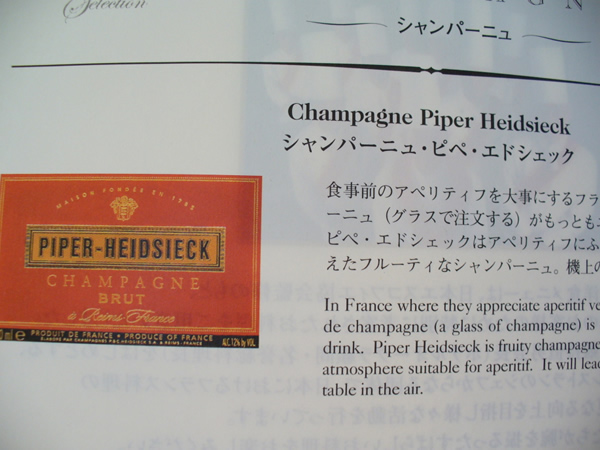 Selection
G N
シャンパーニュ
Champagne Piper Heidsieck
シャンパーニュ・ピペ・エドシェック
食事前のアペリティフを大事にするフラ
ーニュ（グラスで注文する）がもっとも
ピペ・エドシェックはアペリティフにふ
えたフルーティなシャンパーニュ。機上の
In France where they appreciate aperitif ve
de champagne (a glass of champagne) is
drink. Piper Heidsieck is fruity champagne
atmosphere suitable for aperitif. It will lea
table in the air.
MAISON FONDÉE EN 1785
PIPER-HEIDSIECK
CHAMPAGNE
BRUT
à Reims France
0ml e PRODUIT DE FRANCE • PRODUCE OF FRANCE
ALC.12% by VOL.